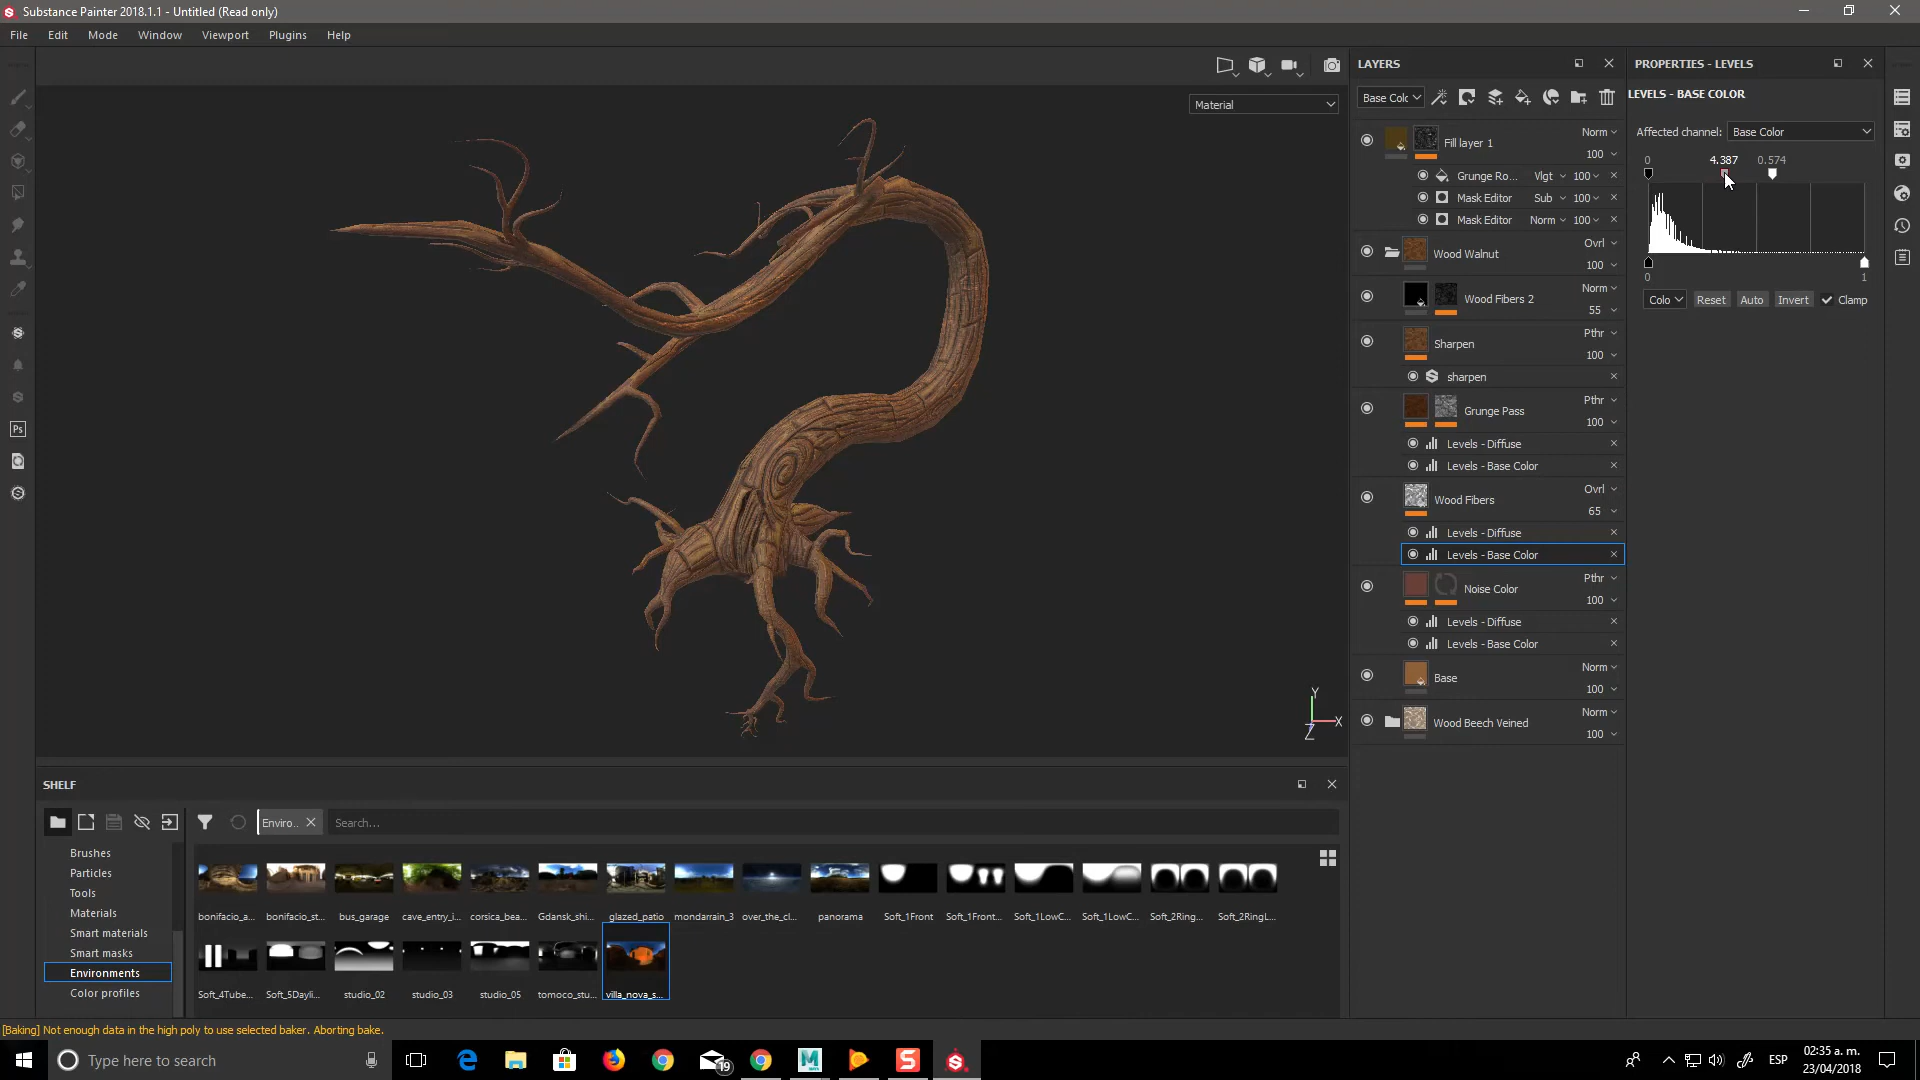 Substance Painter 2018.1.1 - Untitled (Read only)
File Edit Mode Window Viewport Plugins Help
Material
LAYERS
Base Colc
Fill layer 1
Norm
100
Grunge Ro... Vlgt 100
Mask Editor Sub 100
Mask Editor Norm 100
Wood Walnut
Ovrl
100
Wood Fibers 2
Norm
55
Sharpen
Pthr
100
sharpen
Grunge Pass
Pthr
100
Levels - Diffuse
Levels - Base Color
Wood Fibers
Ovrl
65
Levels - Diffuse
Levels - Base Color
Noise Color
Pthr
100
Levels - Diffuse
Levels - Base Color
Base
Norm
100
Wood Beech Veined
Norm
100
PROPERTIES - LEVELS
LEVELS - BASE COLOR
Affected channel: Base Color
0 4.387 0.574
0 1
Colo Reset Auto Invert Clamp
Y
X
Z
SHELF
Enviro.. Search...
Brushes
Particles
Tools
Materials
Smart materials
Smart masks
Environments
Color profiles
bonifacio_a... bonifacio_st... bus_garage cave_entry_i... corsica_bea... Gdansk_shi... glazed_patio mondarrain_3 over_the_cl... panorama Soft_1Front Soft_1Front... Soft_1LowC... Soft_1LowC... Soft_2Ring... Soft_2RingL...
Soft_4Tube... Soft_5Dayli... studio_02 studio_03 studio_05 tomoco_stu... villa_nova_s...
[Baking] Not enough data in the high poly to use selected baker. Aborting bake.
Type here to search
Ps
19
M
S
ESP
02:35 a. m.
23/04/2018